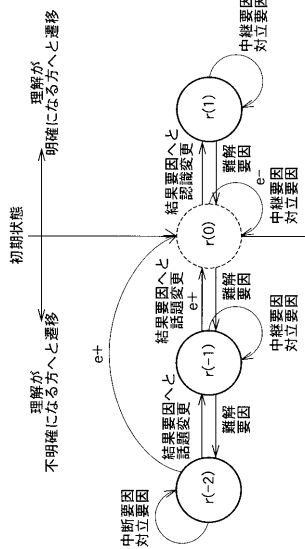 初期状態
理解が
不明確になる方へと遷移
理解が
明確になる方へと遷移
e+
中断要因
対立要因
r(-2)
結果要因へと
話題変更
難解
要因
r(-1)
中継要因
対立要因
結果要因へと
話題変更
e+
難解
要因
r(0)
e-
中継要因
対立要因
結果要因へと
認識変更
難解
要因
r(1)
中継要因
対立要因